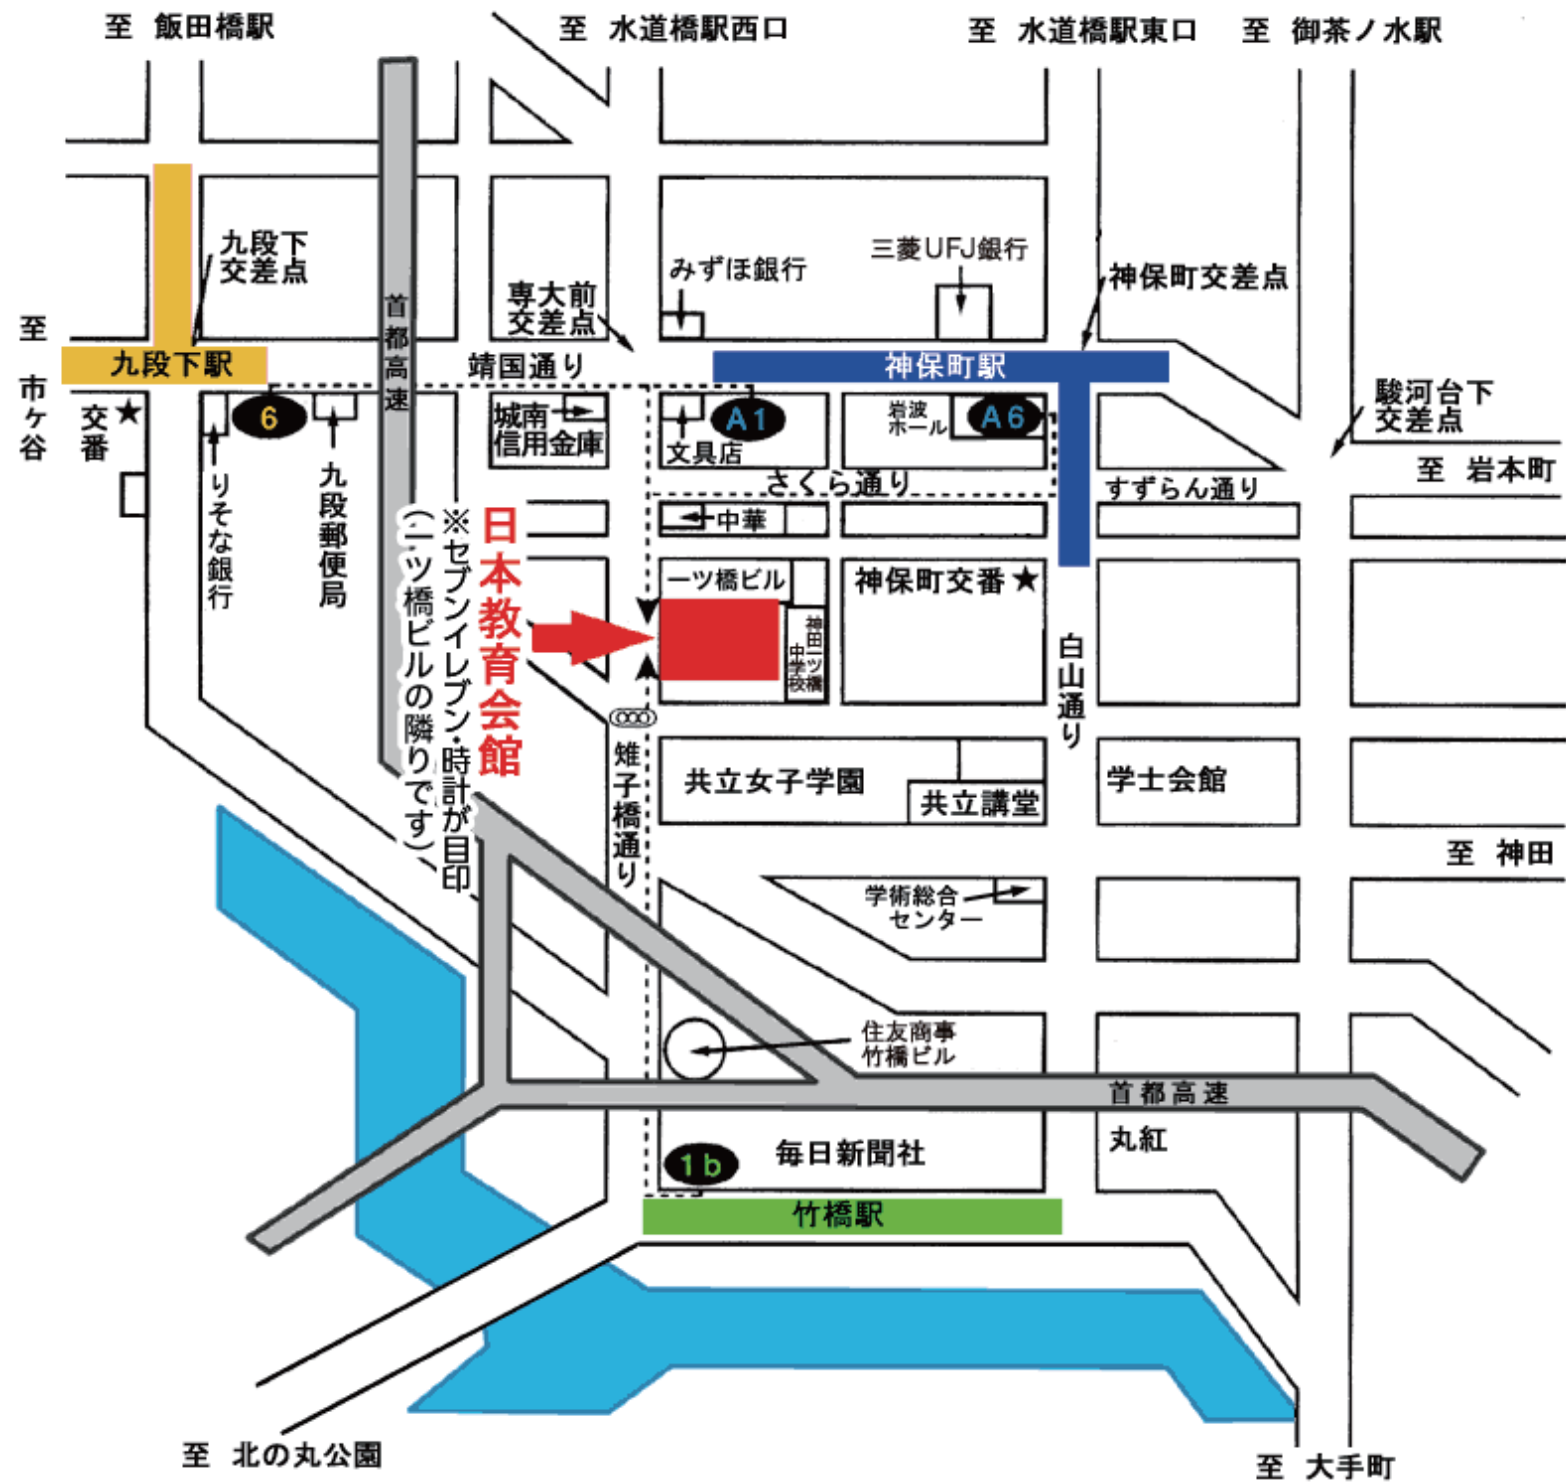 至 飯田橋駅
至 水道橋駅西口
至 水道橋駅東口
至 御茶ノ水駅
九段下
交差点
首都高速
専大前
交差点
みずほ銀行
三菱UFJ銀行
神保町交差点
至 市ヶ谷
九段下駅
靖国通り
神保町駅
交番★
6
城南
信用金庫
文具店
A1
岩波
ホール
A6
駿河台下
交差点
至 岩本町
りそな銀行
九段郵便局
さくら通り
すずらん通り
中華
日本教育会館
※セブンイレブン・時計が目印
(一ツ橋ビルの隣りです)
一ツ橋ビル
神田一ツ橋
中学校
神保町交番★
白山通り
雉子橋通り
共立女子学園
共立講堂
学士会館
至 神田
学術総合
センター
住友商事
竹橋ビル
首都高速
丸紅
1b
毎日新聞社
竹橋駅
至 北の丸公園
至 大手町